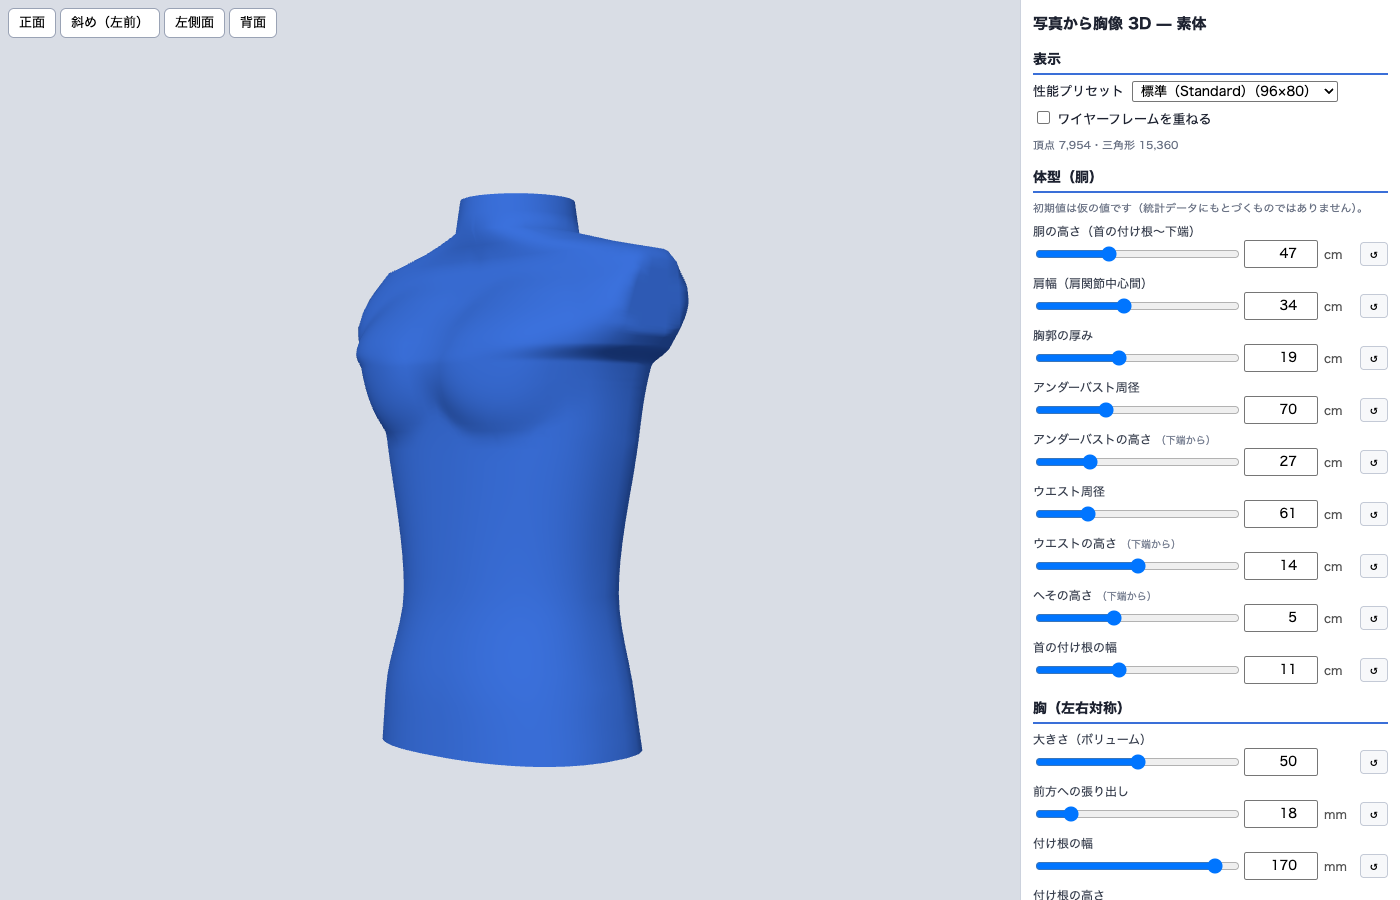 正面 斜め（左前） 左側面 背面
写真から胸像 3D — 素体
表示
性能プリセット 標準（Standard）(96×80)
ワイヤーフレームを重ねる
頂点 7,954・三角形 15,360
体型（胴）
初期値は仮の値です（統計データにもとづくものではありません）。
胴の高さ（首の付け根〜下端）
47 cm ↺
肩幅（肩関節中心間）
34 cm ↺
胸郭の厚み
19 cm ↺
アンダーバスト周径
70 cm ↺
アンダーバストの高さ （下端から）
27 cm ↺
ウエスト周径
61 cm ↺
ウエストの高さ （下端から）
14 cm ↺
へその高さ （下端から）
5 cm ↺
首の付け根の幅
11 cm ↺
胸（左右対称）
大きさ（ボリューム）
50 ↺
前方への張り出し
18 mm ↺
付け根の幅
170 mm ↺
付け根の高さ